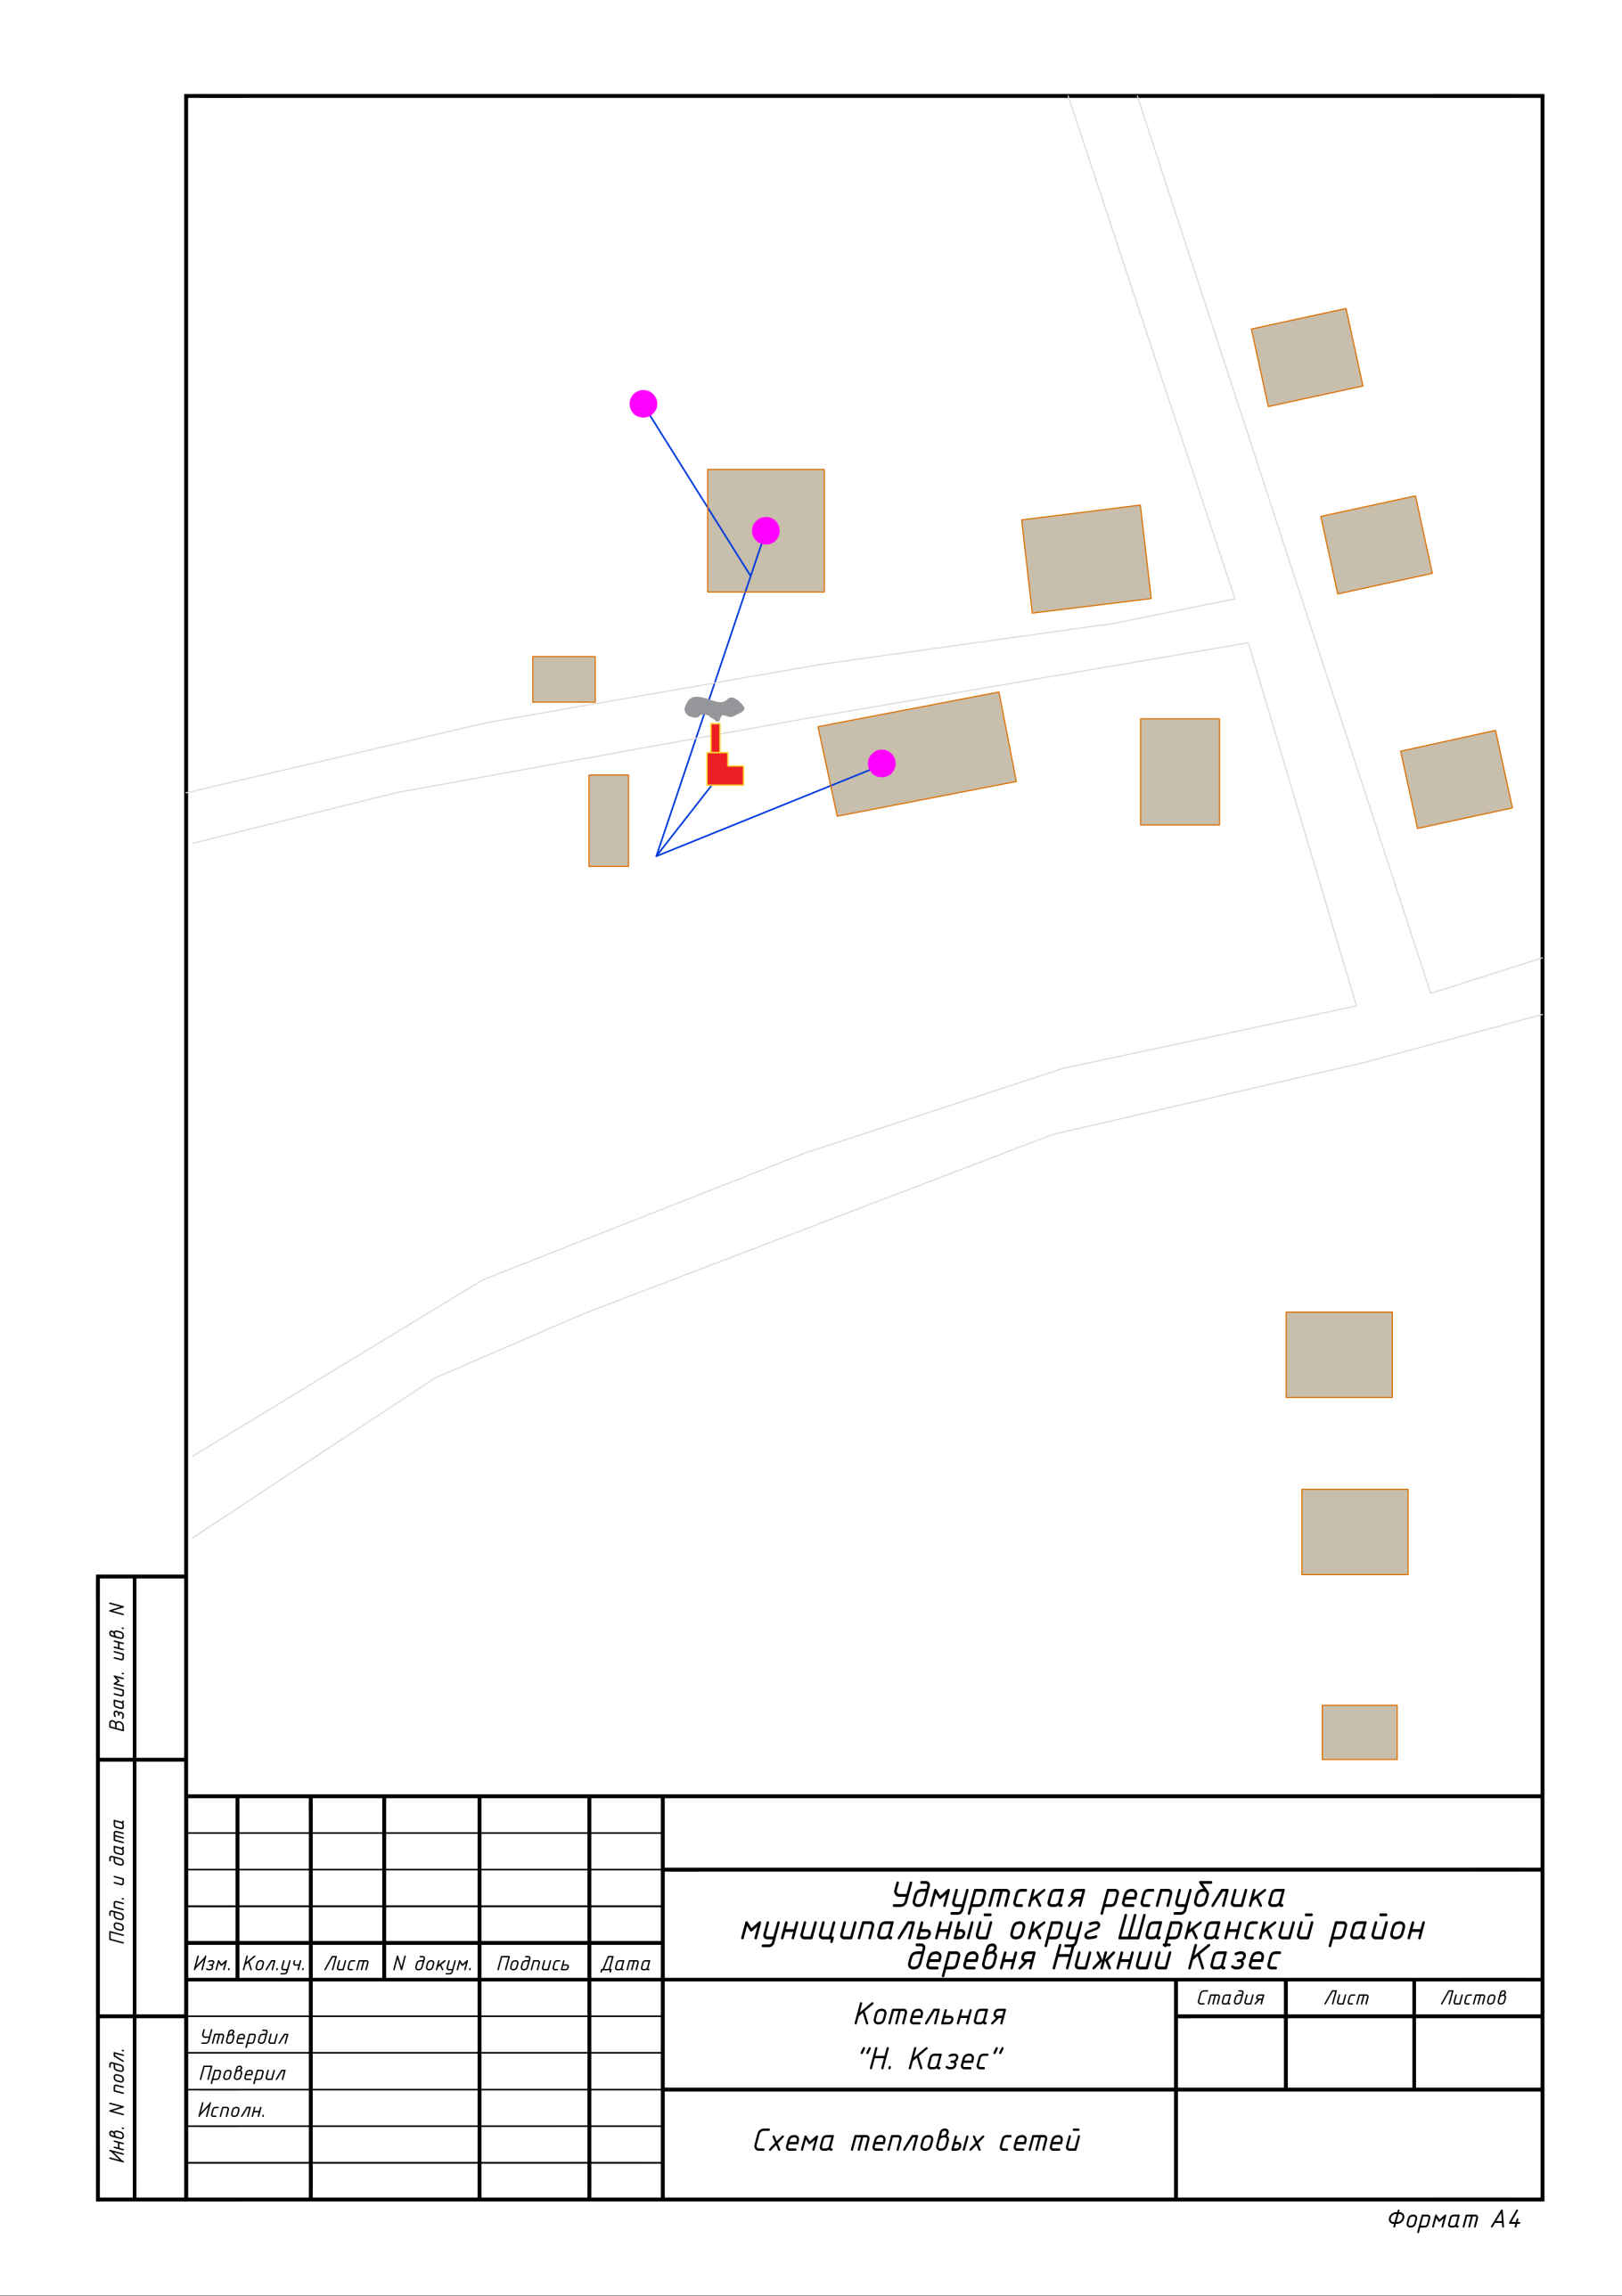 Взаим. инв. N
Подп. и дата
Инв. N подл.
Удмуртская республика
муниципальный округ Шарканский район
деревня Нижний Казес
Изм. Кол.уч. Лист N докум. Подпись Дата
Котельная
"Н. Казес"
Стадия Лист Листов
Утвердил
Проверил
Исполн.
Схема тепловых сетей
Формат А4